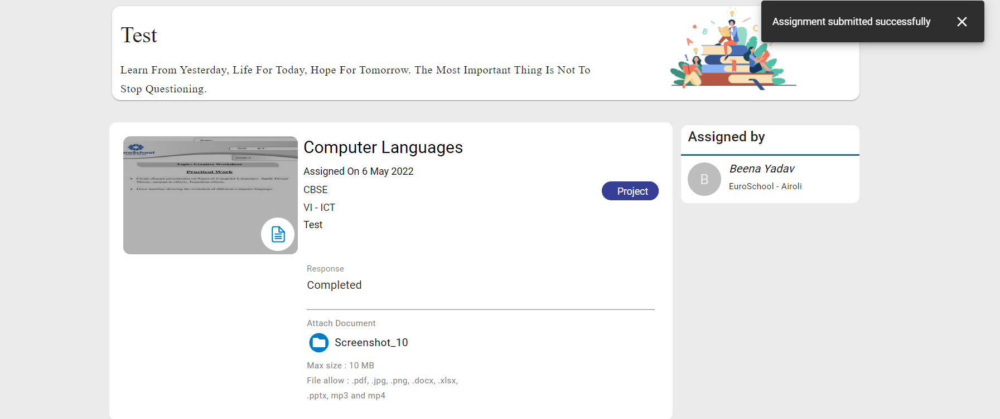 Test
Learn From Yesterday, Life For Today, Hope For Tomorrow. The Most Important Thing Is Not To
Stop Questioning.
A
B
C
Assignment submitted successfully
Name:
SUB: ICT
Grade-6
Topic: Creative Worksheet
Practical Work
• Create elegant presentation on Types of Computer Languages. Apply Design
Theme, animation effects, Transition effects.
• Draw timeline showing the evolution of different computer language.
Computer Languages
Assigned On 6 May 2022
CBSE
VI - ICT
Test
Project
Response
Completed
Attach Document
Screenshot_10
Max size : 10 MB
File allow : .pdf, .jpg, .png, .docx, .xlsx,
.pptx, mp3 and mp4
Assigned by
B
Beena Yadav
EuroSchool - Airoli